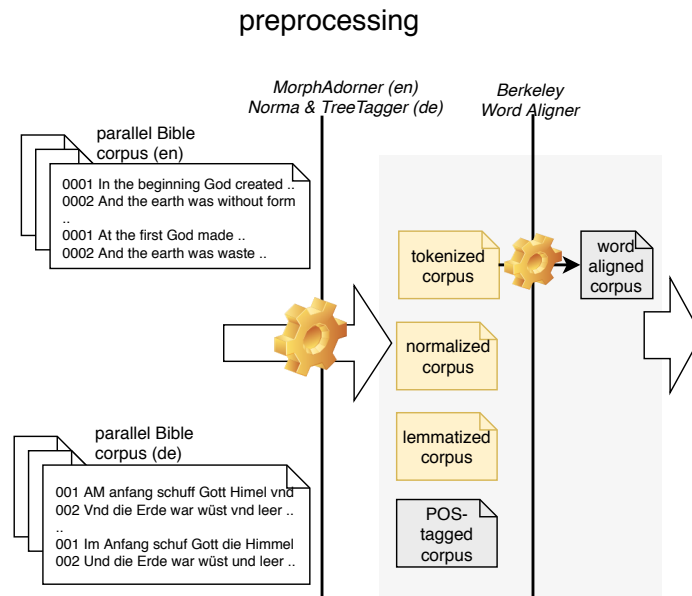 preprocessing
MorphAdorner (en)
Norma & TreeTagger (de)
Berkeley
Word Aligner
parallel Bible
corpus (en)
0001 In the beginning God created ..
0002 And the earth was without form
..
0001 At the first God made ..
0002 And the earth was waste ..
tokenized
corpus
word
aligned
corpus
normalized
corpus
lemmatized
corpus
POS-
tagged
corpus
parallel Bible
corpus (de)
001 AM anfang schuff Gott Himel vnd
002 Vnd die Erde war wüst vnd leer ..
..
001 Im Anfang schuf Gott die Himmel
002 Und die Erde war wüst und leer ..